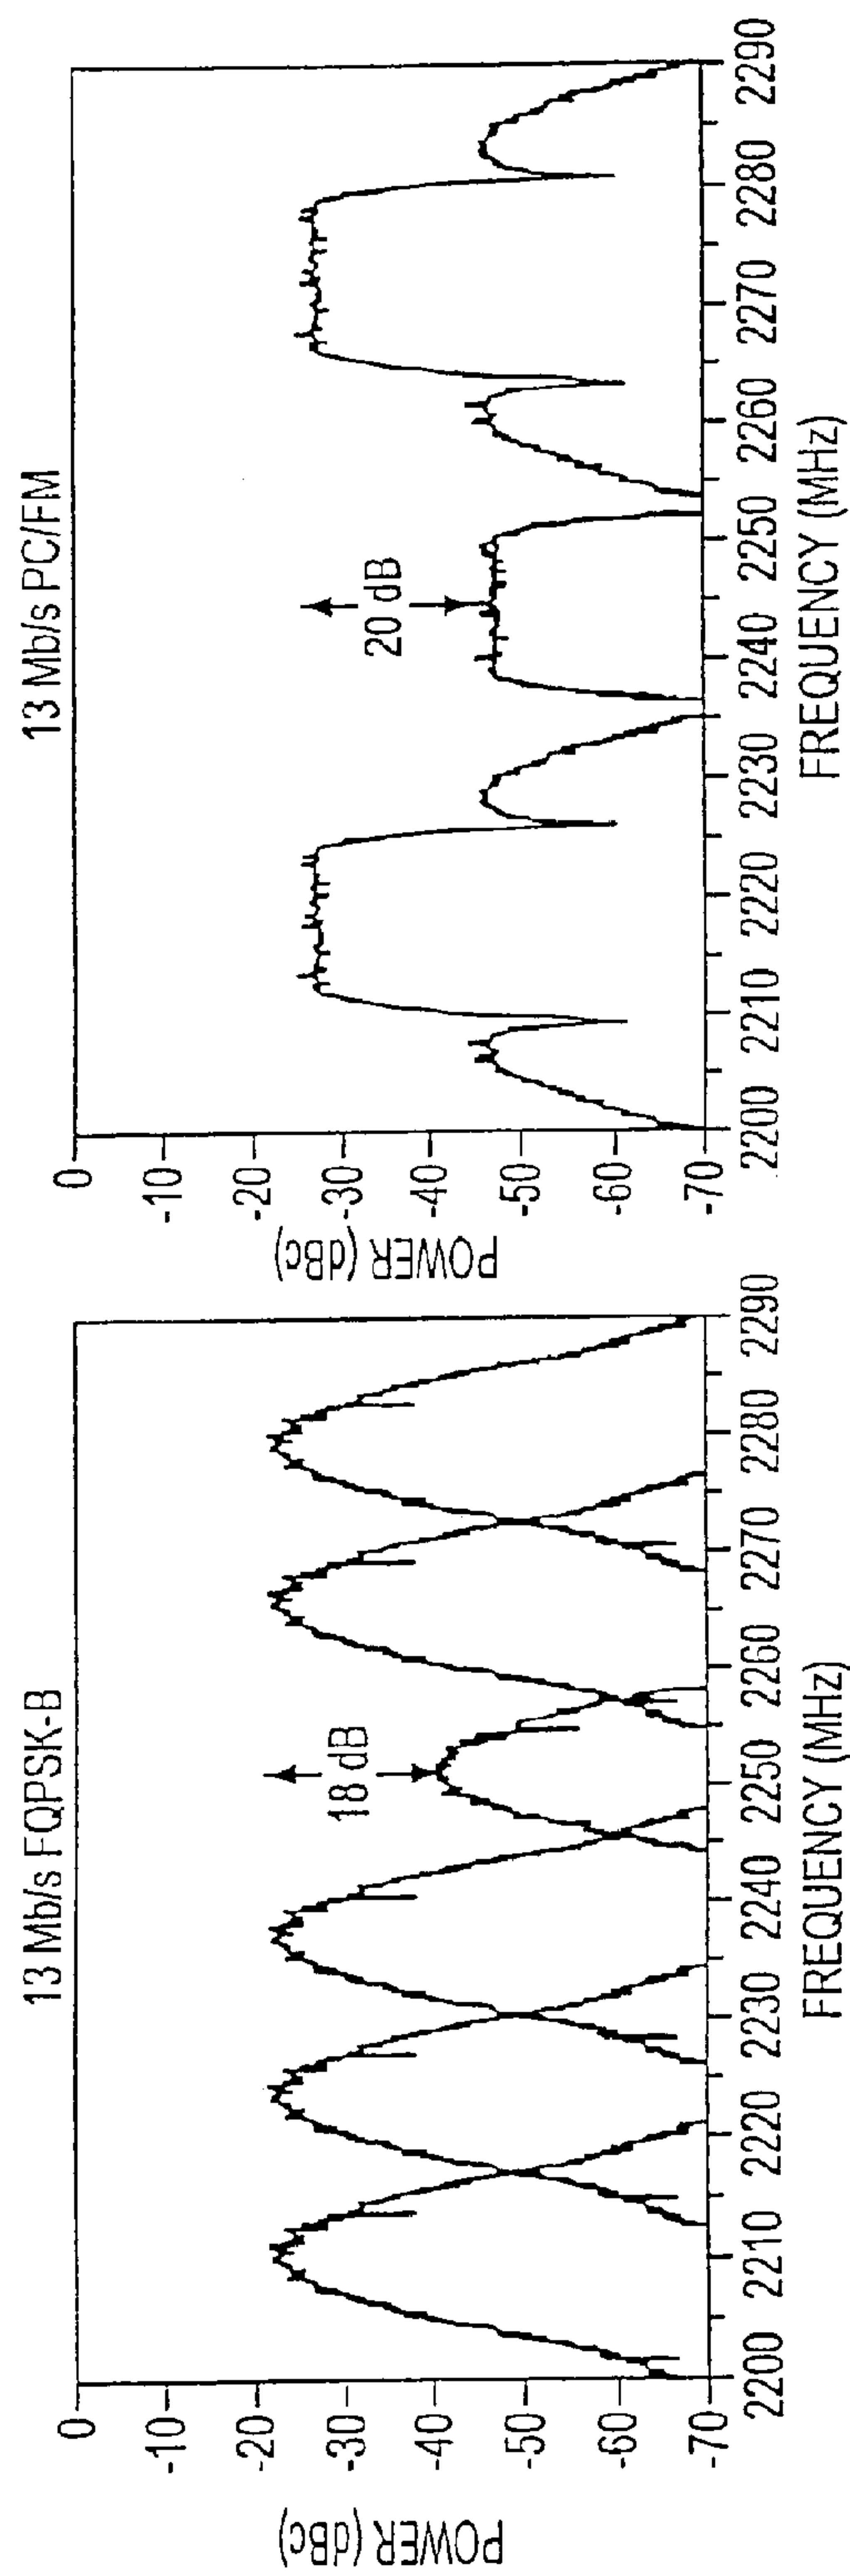 13 Mb/s FQPSK-B
POWER (dBc)
0
-10
-20
-30
-40
-50
-60
-70
18 dB
2200 2210 2220 2230 2240 2250 2260 2270 2280 2290
FREQUENCY (MHz)
13 Mb/s PC/FM
POWER (dBc)
0
-10
-20
-30
-40
-50
-60
-70
20 dB
2200 2210 2220 2230 2240 2250 2260 2270 2280 2290
FREQUENCY (MHz)